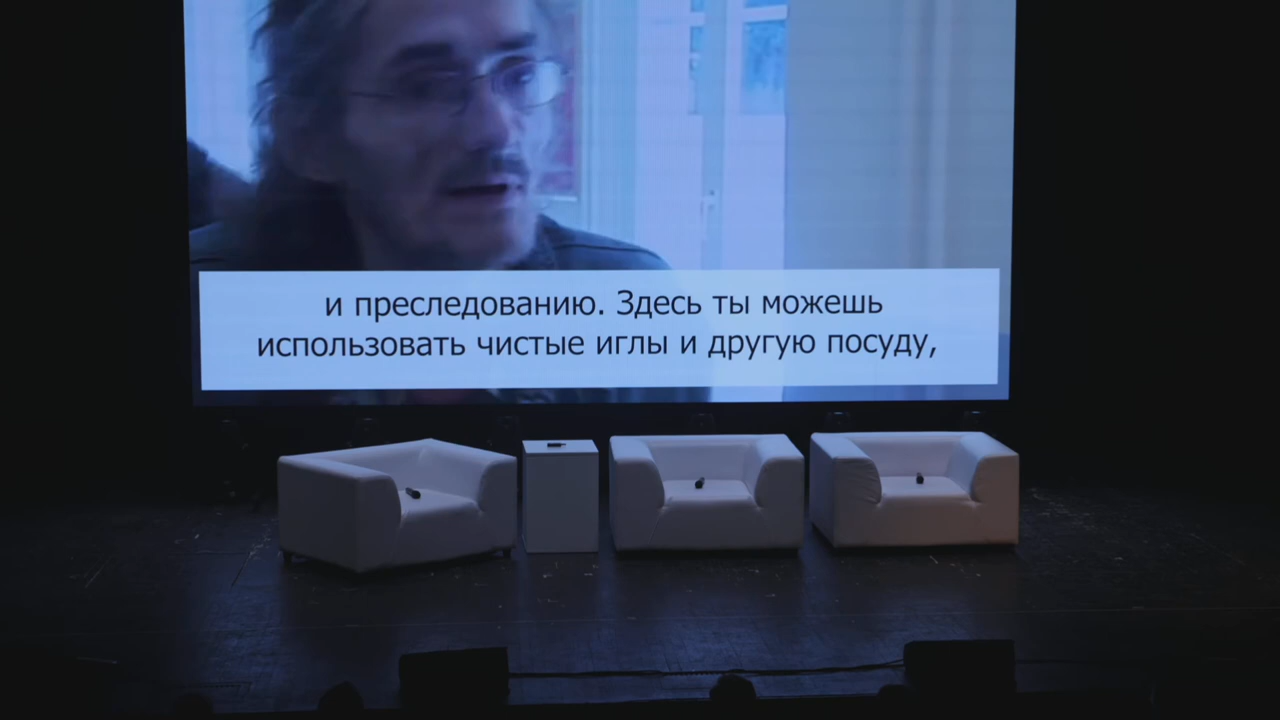 и преследованию. Здесь ты можешь
использовать чистые иглы и другую посуду,